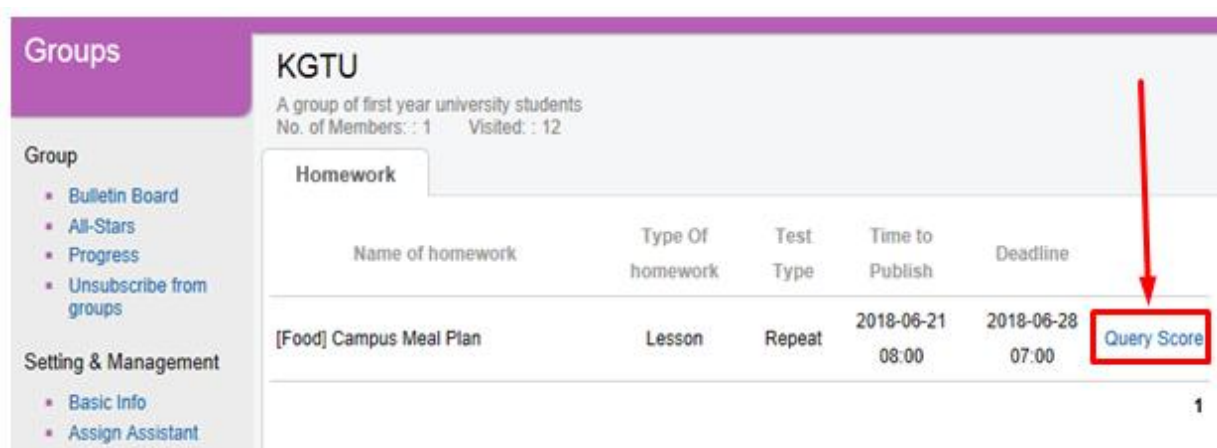 Groups
KGTU
A group of first year university students
No. of Members: : 1 Visited: : 12
Group
Bulletin Board
All-Stars
Progress
Unsubscribe from
groups
Setting & Management
Basic Info
Assign Assistant
Homework
Name of homework
Type Of
homework
Test
Type
Time to
Publish
Deadline
[Food] Campus Meal Plan
Lesson
Repeat
2018-06-21
08:00
2018-06-28
07:00
Query Score
1